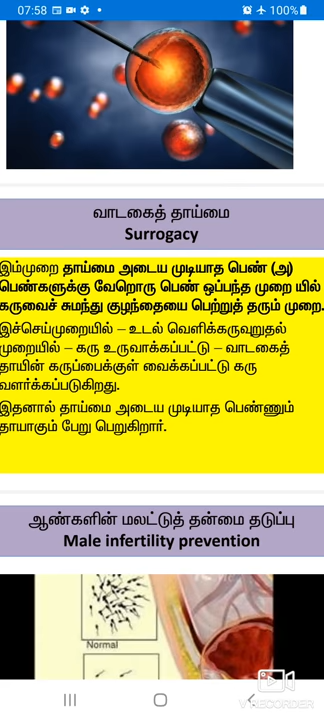 07:58
100%
வாடகைத் தாய்மை
Surrogacy
இம்முறை தாய்மை அடைய முடியாத பெண் (அ)
பெண்களுக்கு வேறொரு பெண் ஒப்பந்த முறை யில்
கருவைச் சுமந்து குழந்தையை பெற்றுத் தரும் முறை.
இச்செய்முறையில் – உடல் வெளிக்கருவுறுதல்
முறையில் – கரு உருவாக்கப்பட்டு – வாடகைத்
தாயின் கருப்பைக்குள் வைக்கப்பட்டு கரு
வளர்க்கப்படுகிறது.
இதனால் தாய்மை அடைய முடியாத பெண்ணும்
தாயாகும் பேறு பெறுகிறார்.
ஆண்களின் மலட்டுத் தன்மை தடுப்பு
Male infertility prevention
Normal
V RECORDER